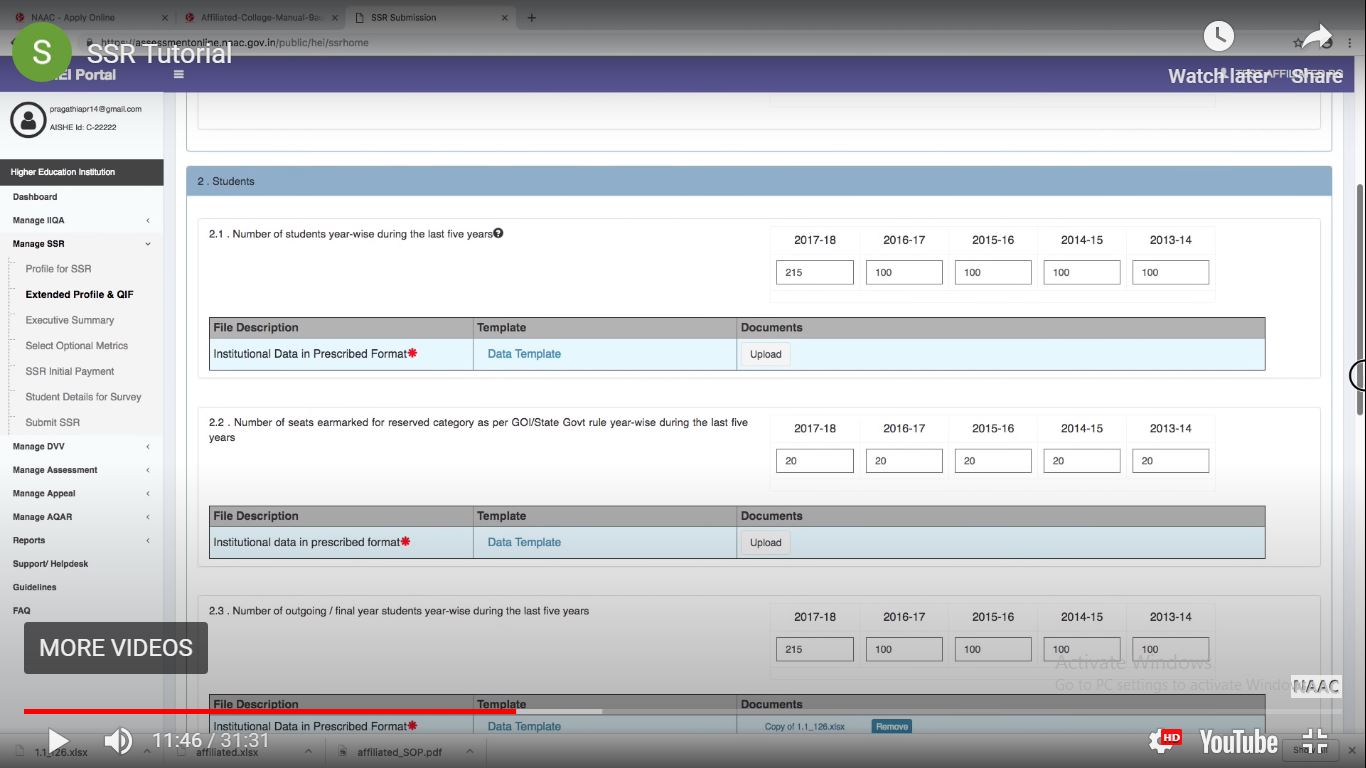 NAAC - Apply Online
Affiliated-College-Manual-9a
SSR Submission
https://assessmentonline.naac.gov.in/public/hei/ssrhome
S
SSR Tutorial
HEI Portal
Watch later
Share
pragathiapr14@gmail.com
AISHE Id: C-22222
Higher Education Institution
Dashboard
Manage IIQA
Manage SSR
Profile for SSR
Extended Profile & QIF
Executive Summary
Select Optional Metrics
SSR Initial Payment
Student Details for Survey
Submit SSR
Manage DVV
Manage Assessment
Manage Appeal
Manage AQAR
Reports
Support/ Helpdesk
Guidelines
FAQ
2 . Students
2.1 . Number of students year-wise during the last five years
2017-18 2016-17 2015-16 2014-15 2013-14
215 100 100 100 100
File Description Template Documents
Institutional Data in Prescribed Format* Data Template Upload
2.2 . Number of seats earmarked for reserved category as per GOI/State Govt rule year-wise during the last five
years
2017-18 2016-17 2015-16 2014-15 2013-14
20 20 20 20 20
File Description Template Documents
Institutional data in prescribed format* Data Template Upload
2.3 . Number of outgoing / final year students year-wise during the last five years
2017-18 2016-17 2015-16 2014-15 2013-14
215 100 100 100 100
File Description Template Documents
Institutional Data in Prescribed Format* Data Template Copy of 1.1_126.xlsx Remove
MORE VIDEOS
Activate Windows
Go to PC settings to activate Windows
NAAC
11:46 / 31:31
HD
YouTube
1.1_126.xlsx
affiliated.xlsx
affiliated_SOP.pdf